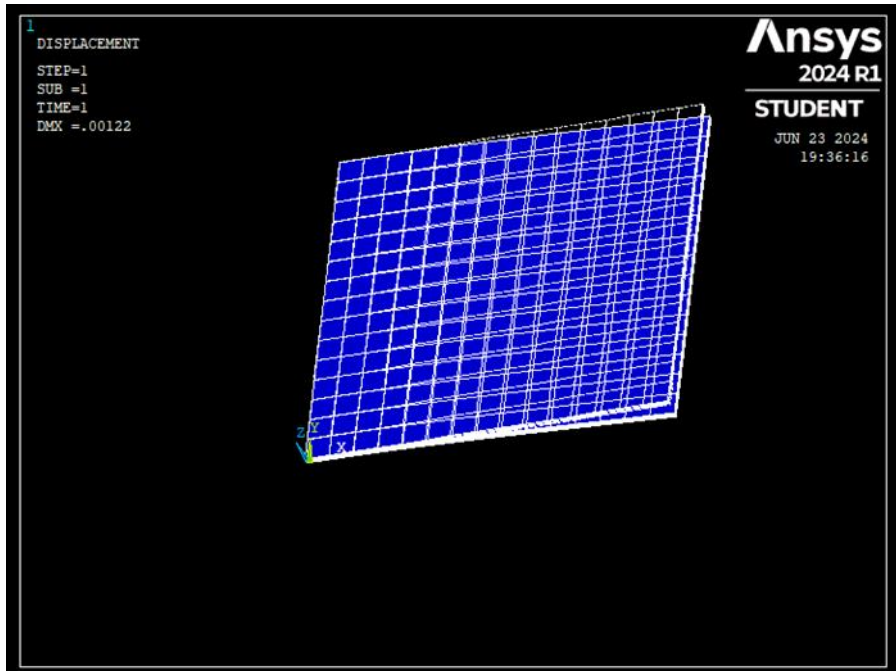 1
DISPLACEMENT
STEP=1
SUB =1
TIME=1
DMX =.00122
Ansys
2024 R1
STUDENT
JUN 23 2024
19:36:16
Z Y
X